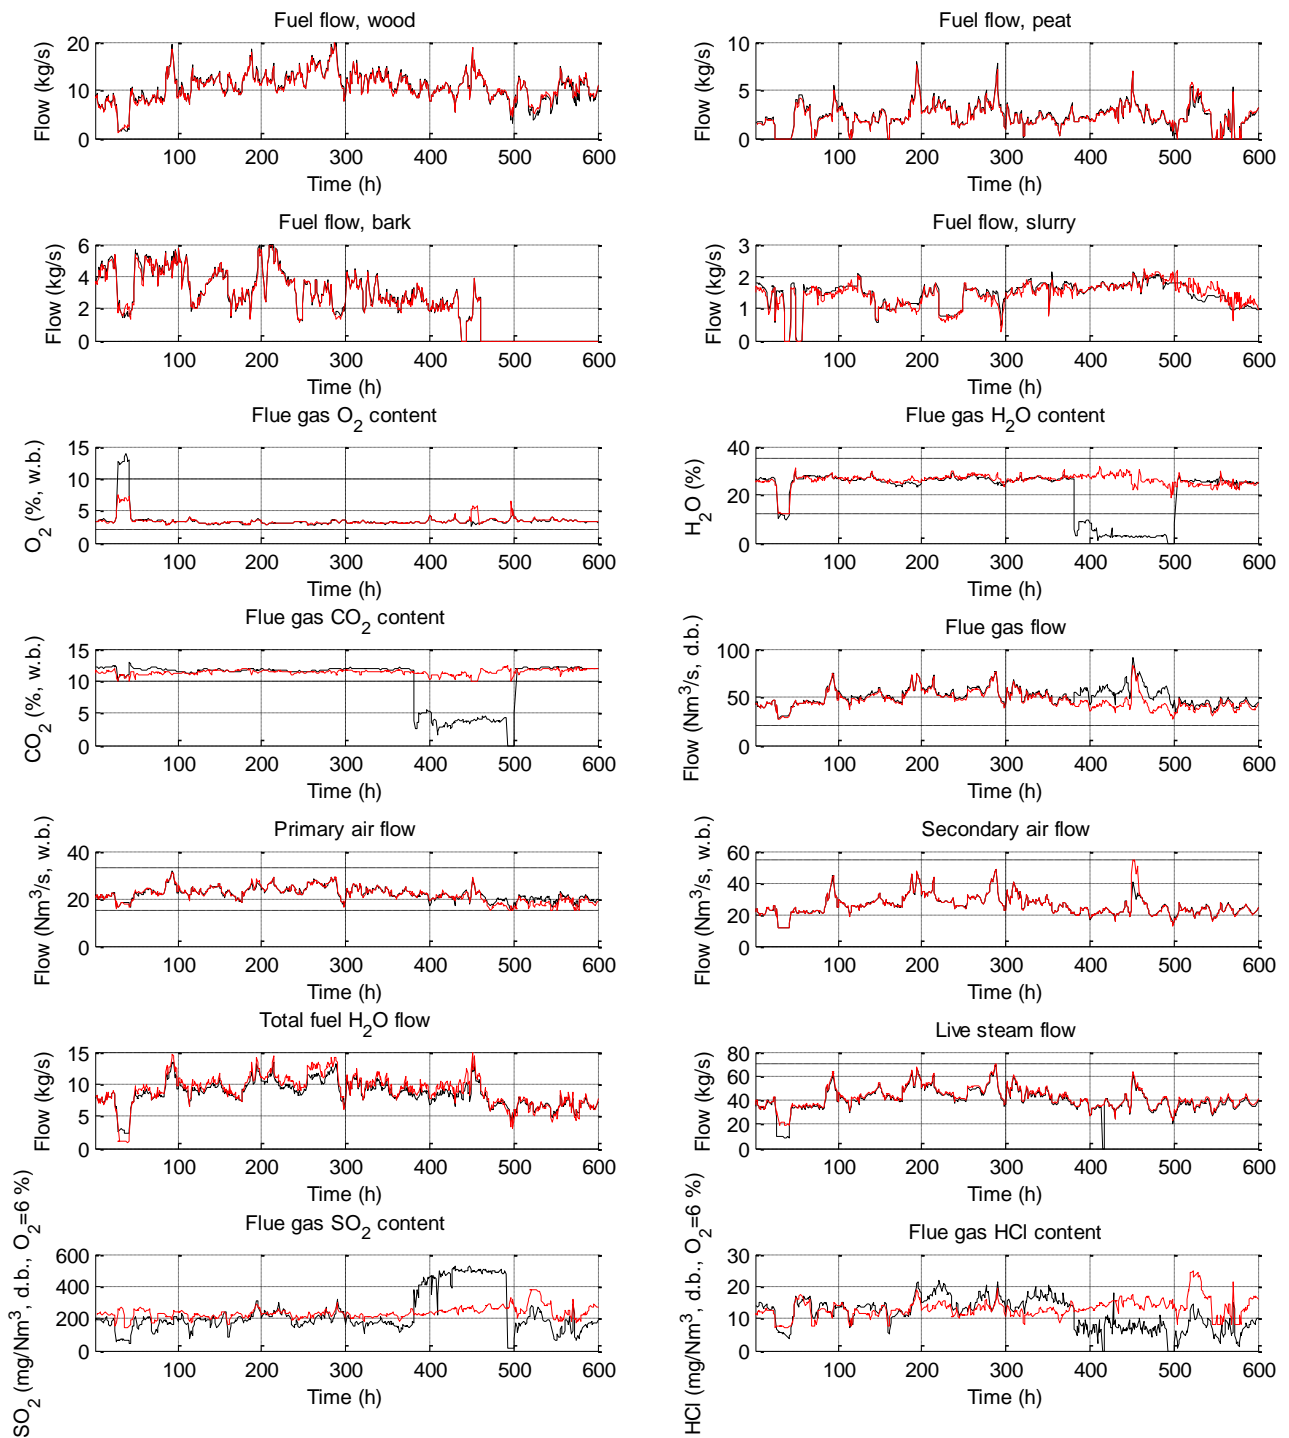 Fuel flow, wood
Flow (kg/s)
20
10
0
100 200 300 400 500 600
Time (h)
Fuel flow, peat
Flow (kg/s)
10
5
0
100 200 300 400 500 600
Time (h)
Fuel flow, bark
Flow (kg/s)
6
4
2
0
100 200 300 400 500 600
Time (h)
Fuel flow, slurry
Flow (kg/s)
3
2
1
0
100 200 300 400 500 600
Time (h)
Flue gas O2 content
O2 (%, w.b.)
15
10
5
0
100 200 300 400 500 600
Time (h)
Flue gas H2O content
H2O (%)
40
20
0
100 200 300 400 500 600
Time (h)
Flue gas CO2 content
CO2 (%, w.b.)
15
10
5
0
100 200 300 400 500 600
Time (h)
Flue gas flow
Flow (Nm3/s, d.b.)
100
50
0
100 200 300 400 500 600
Time (h)
Primary air flow
Flow (Nm3/s, w.b.)
40
20
0
100 200 300 400 500 600
Time (h)
Secondary air flow
Flow (Nm3/s, w.b.)
60
40
20
0
100 200 300 400 500 600
Time (h)
Total fuel H2O flow
Flow (kg/s)
15
10
5
0
100 200 300 400 500 600
Time (h)
Live steam flow
Flow (kg/s)
80
60
40
20
0
100 200 300 400 500 600
Time (h)
Flue gas SO2 content
SO2 (mg/Nm3, d.b., O2=6 %)
600
400
200
0
100 200 300 400 500 600
Time (h)
Flue gas HCl content
HCl (mg/Nm3, d.b., O2=6 %)
30
20
10
0
100 200 300 400 500 600
Time (h)